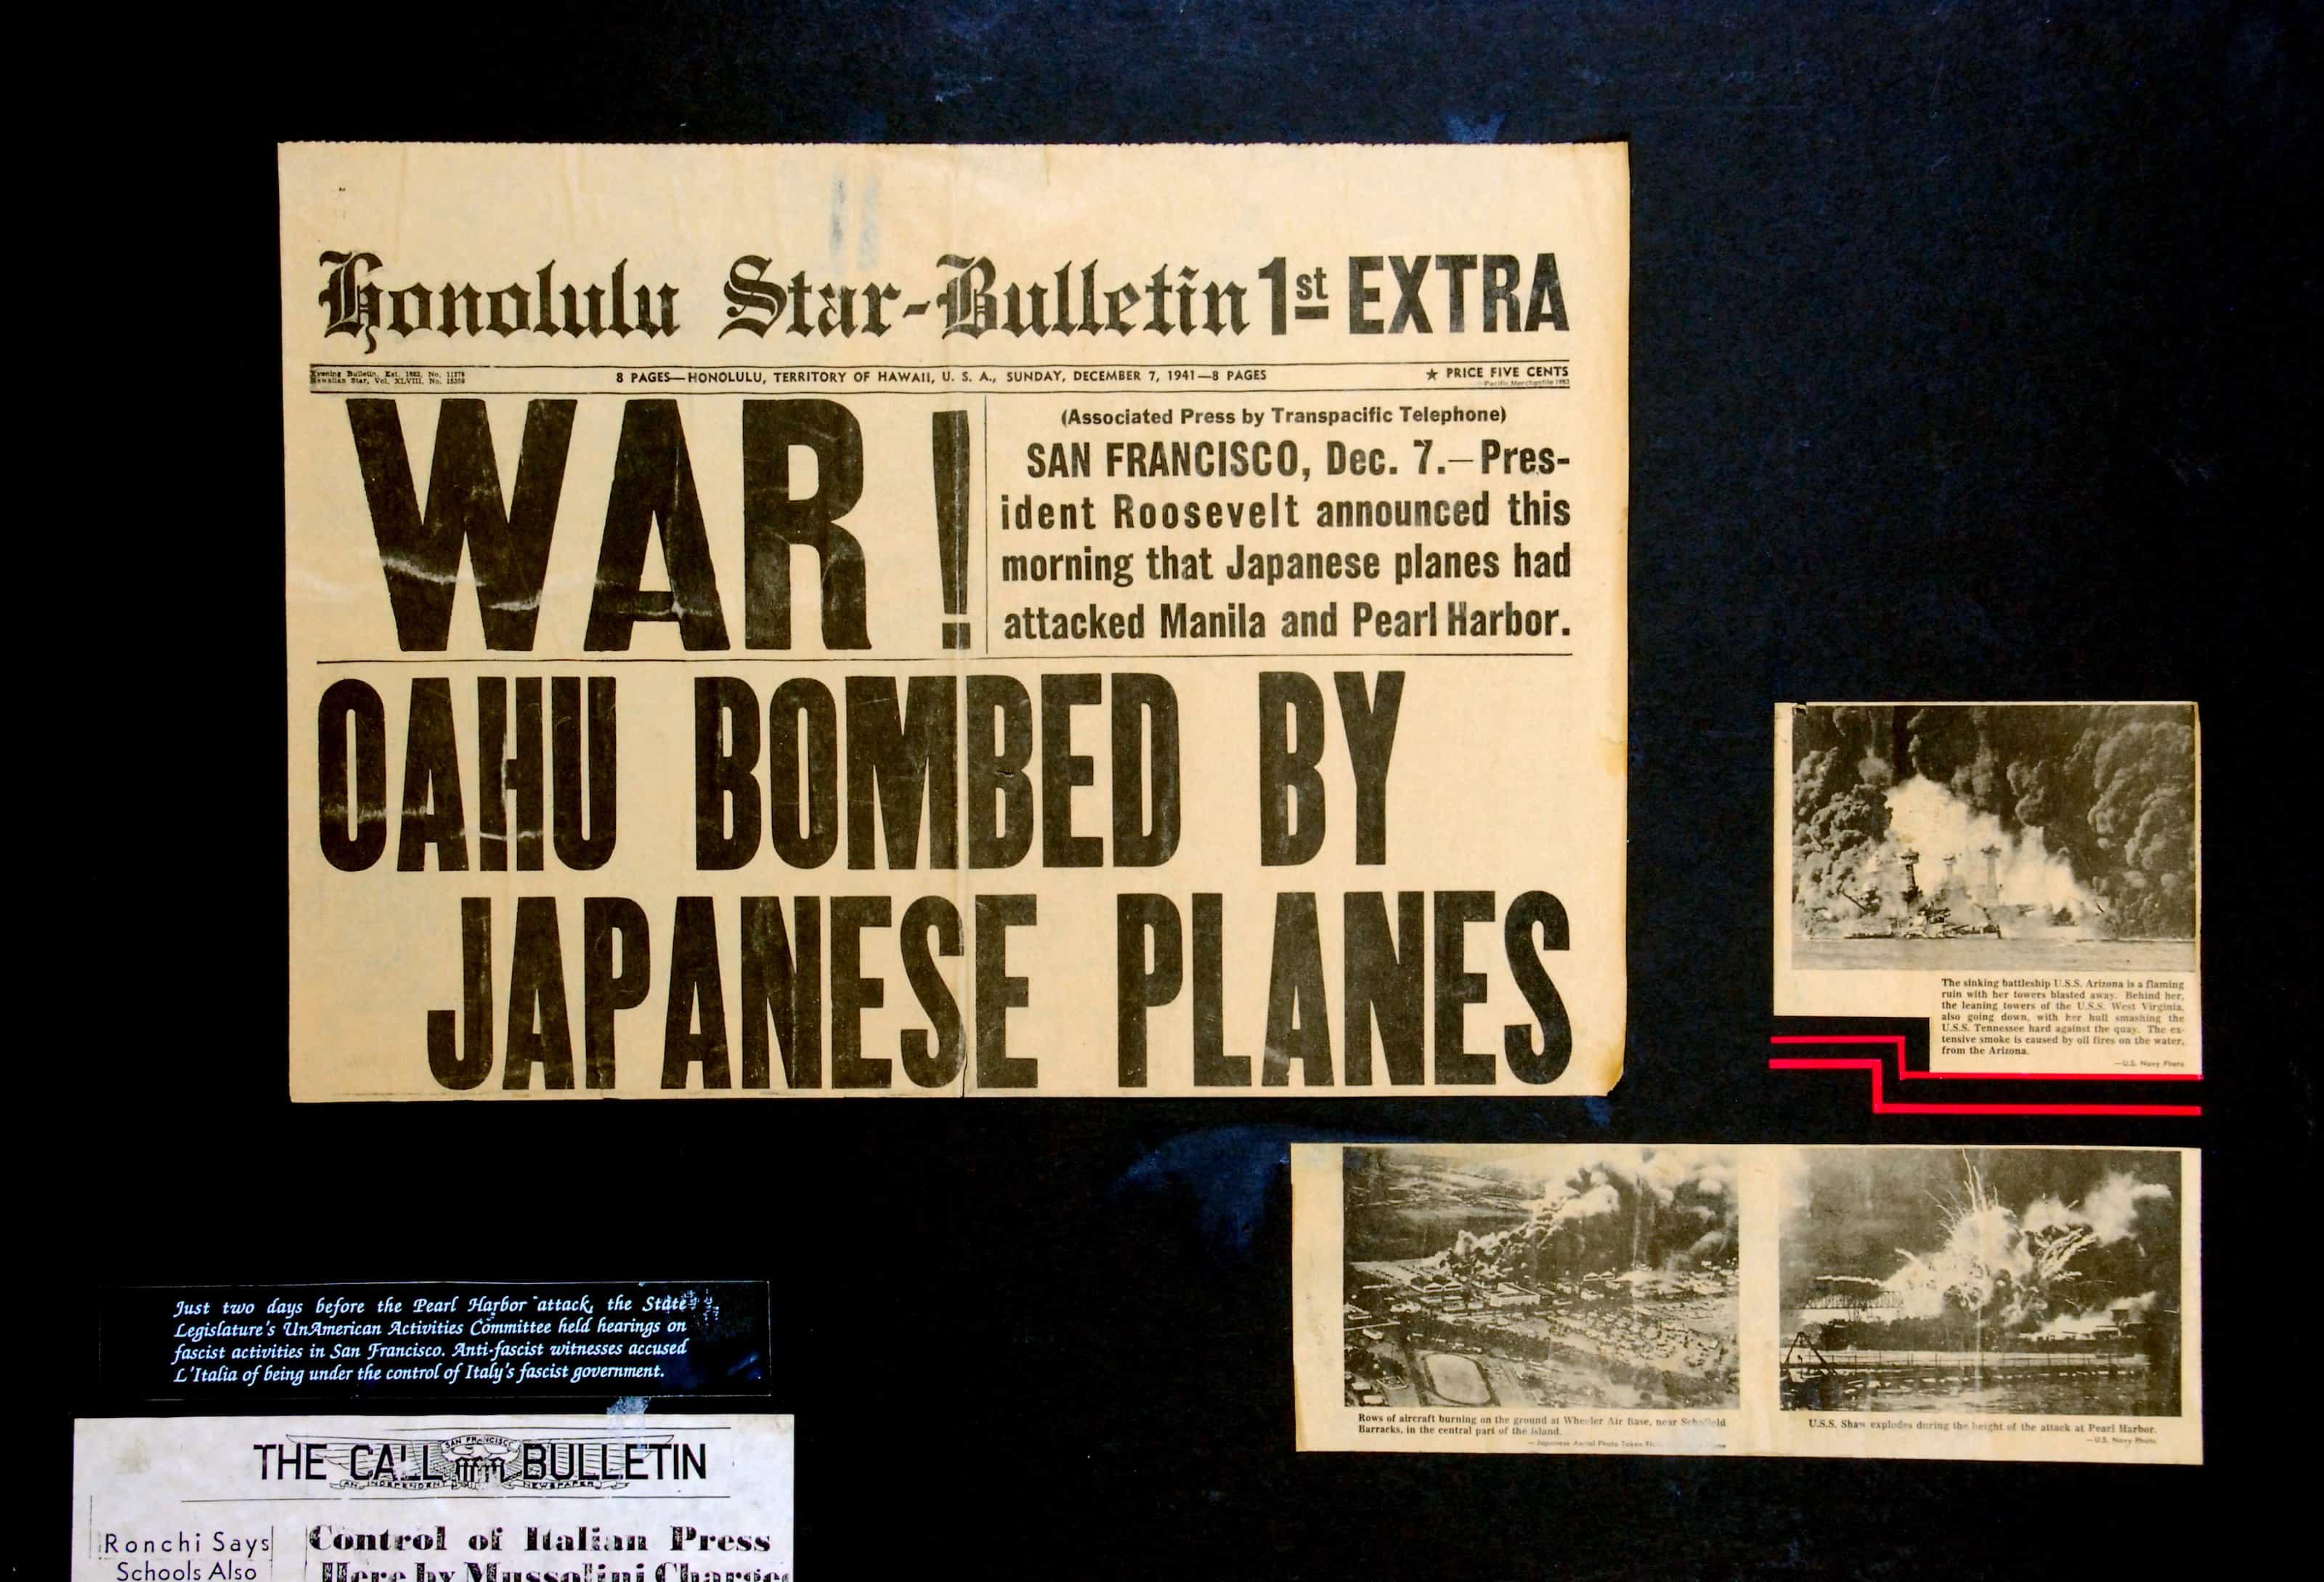 Honolulu Star-Bulletin 1st EXTRA
Evening Bulletin, Est. 1882, No. 11278
Hawaiian Star, Vol. XLVIII, No. 15359
8 PAGES—HONOLULU, TERRITORY OF HAWAII, U. S. A., SUNDAY, DECEMBER 7, 1941—8 PAGES
★ PRICE FIVE CENTS
Pacific Merchantile 1983
WAR !
(Associated Press by Transpacific Telephone)
SAN FRANCISCO, Dec. 7.—Pres-
ident Roosevelt announced this
morning that Japanese planes had
attacked Manila and Pearl Harbor.
OAHU BOMBED BY
JAPANESE PLANES
The sinking battleship U.S.S. Arizona is a flaming
ruin with her towers blasted away. Behind her,
the leaning towers of the U.S.S. West Virginia,
also going down, with her hull smashing the
U.S.S. Tennessee hard against the quay. The ex-
tensive smoke is caused by oil fires on the water,
from the Arizona.
—U.S. Navy Photo
Rows of aircraft burning on the ground at Wheeler Air Base, near Schofield
Barracks, in the central part of the island.
—Japanese Aerial Photo Taken
U.S.S. Shaw explodes during the height of the attack at Pearl Harbor.
—U.S. Navy Photo
Just two days before the Pearl Harbor attack, the State
Legislature's UnAmerican Activities Committee held hearings on
fascist activities in San Francisco. Anti-fascist witnesses accused
L'Italia of being under the control of Italy's fascist government.
THE CALL BULLETIN
SAN FRANCISCO
AN INDEPENDENT NEWSPAPER
Ronchi Says
Schools Also
Control of Italian Press
Here by Mussolini Charge